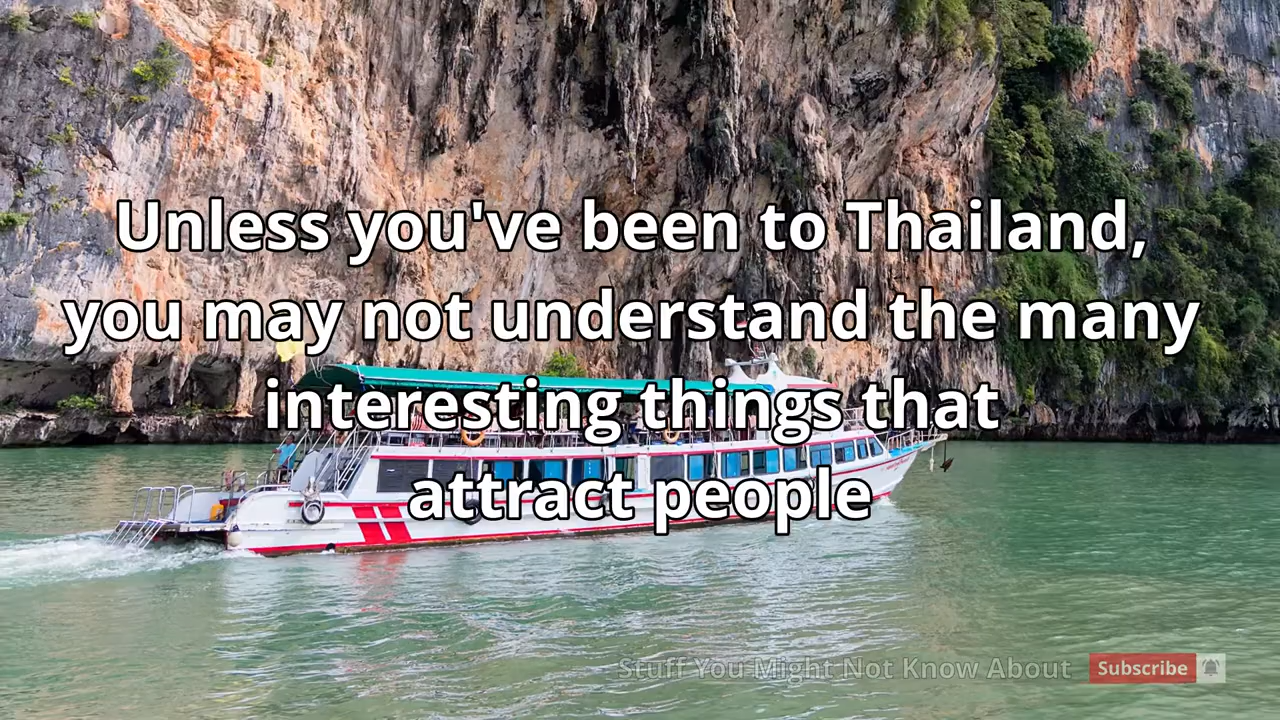 Unless you've been to Thailand,
you may not understand the many
interesting things that
attract people
Stuff You Might Not Know About
Subscribe